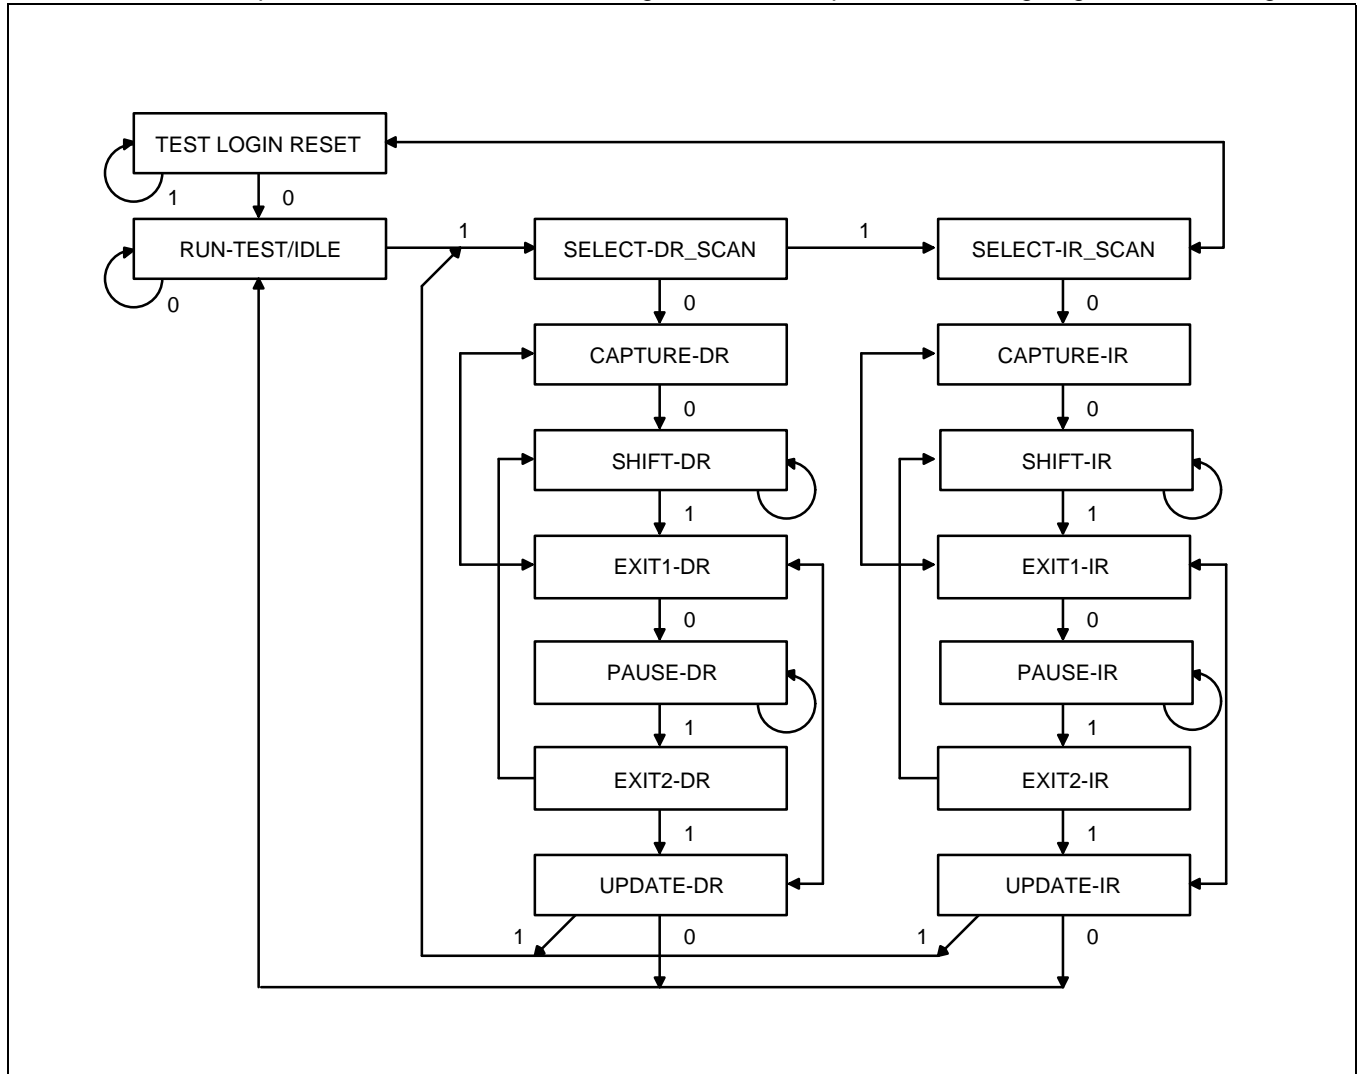 TEST LOGIN RESET
1
0
RUN-TEST/IDLE
1
SELECT-DR_SCAN
1
SELECT-IR_SCAN
0
0
0
CAPTURE-DR
CAPTURE-IR
0
0
SHIFT-DR
SHIFT-IR
1
1
EXIT1-DR
EXIT1-IR
0
0
PAUSE-DR
PAUSE-IR
1
1
EXIT2-DR
EXIT2-IR
1
1
UPDATE-DR
UPDATE-IR
1
0
1
0